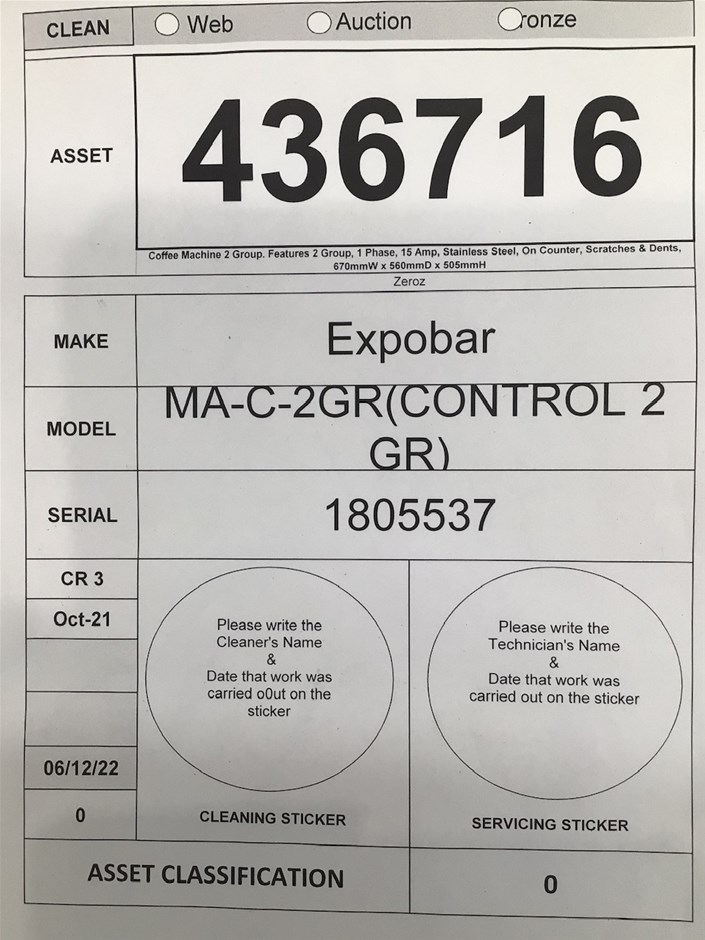 CLEAN
Web
Auction
ronze
ASSET
436716
Coffee Machine 2 Group. Features 2 Group, 1 Phase, 15 Amp, Stainless Steel, On Counter, Scratches & Dents,
670mmW x 560mmD x 505mmH
Zeroz
MAKE
Expobar
MODEL
MA-C-2GR(CONTROL 2
GR)
SERIAL
1805537
CR 3
Oct-21
06/12/22
0
Please write the
Cleaner's Name
&
Date that work was
carried o0ut on the
sticker
CLEANING STICKER
Please write the
Technician's Name
&
Date that work was
carried out on the sticker
SERVICING STICKER
ASSET CLASSIFICATION
0